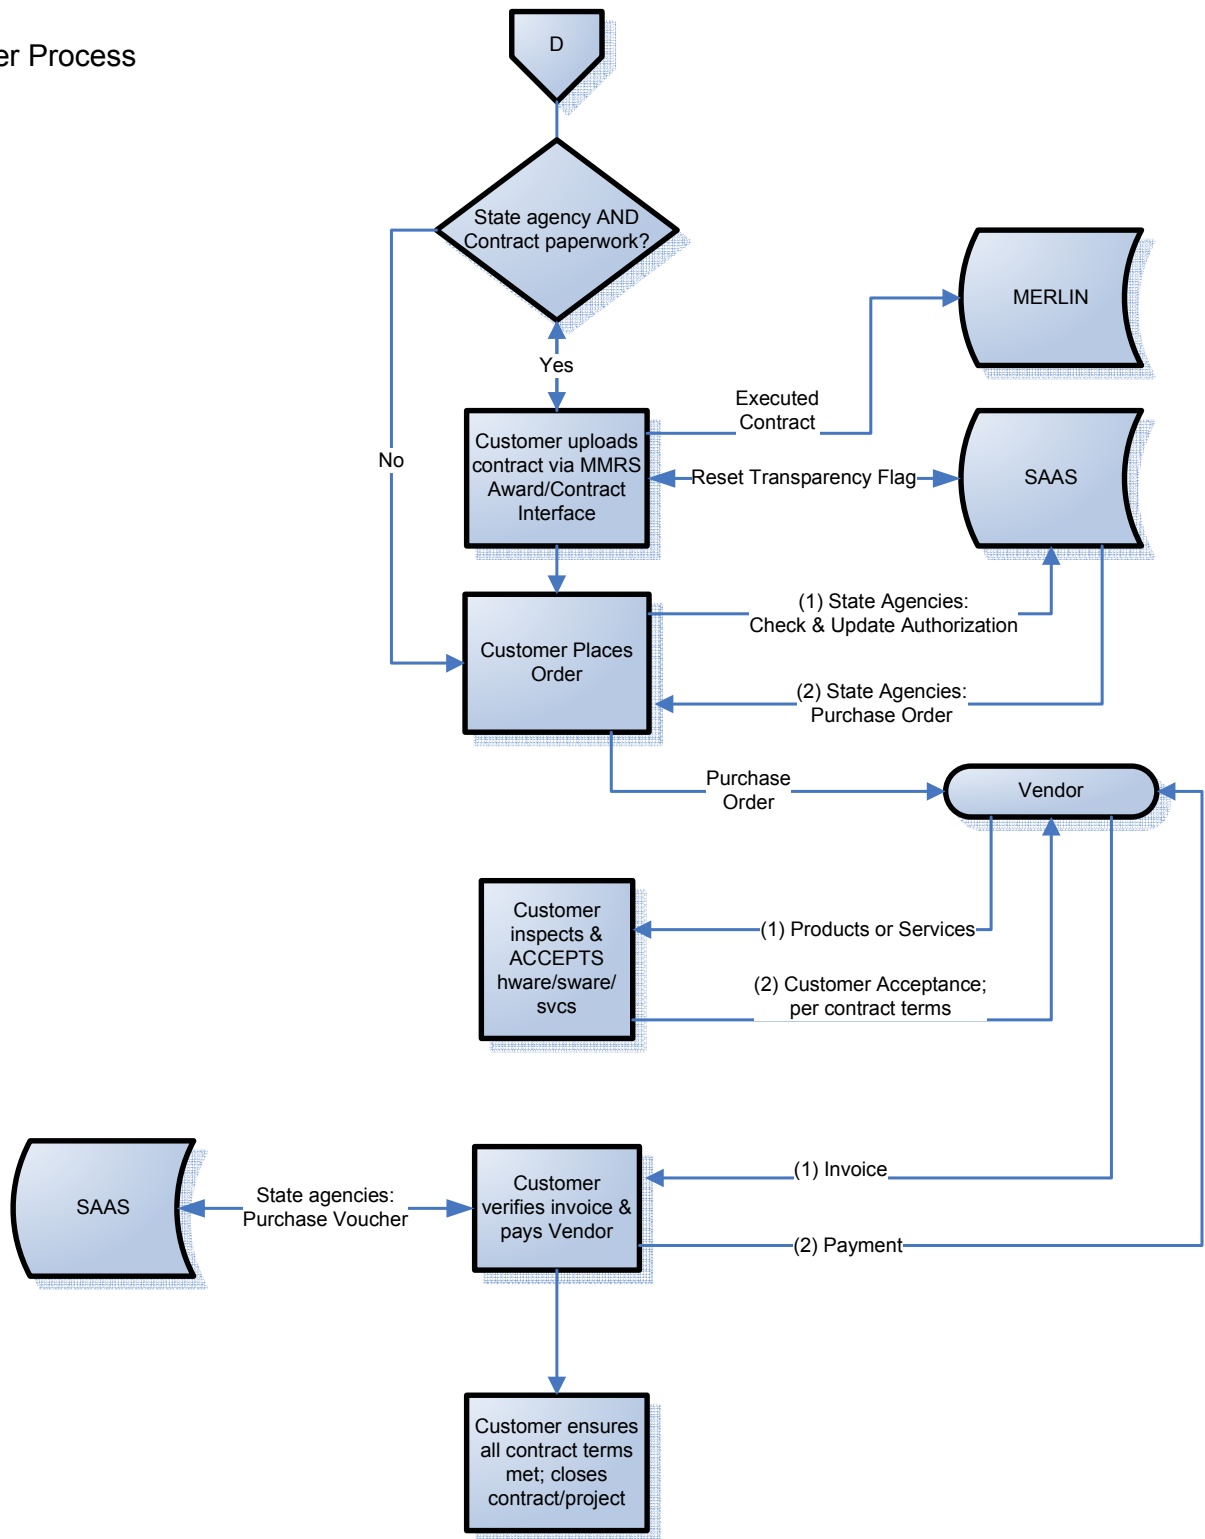 er Process
D
State agency AND
Contract paperwork?
MERLIN
Yes
Executed
Contract
No
Customer uploads
contract via MMRS
Award/Contract
Interface
Reset Transparency Flag
SAAS
(1) State Agencies:
Check & Update Authorization
Customer Places
Order
(2) State Agencies:
Purchase Order
Purchase
Order
Vendor
Customer
inspects &
ACCEPTS
hware/sware/
svcs
(1) Products or Services
(2) Customer Acceptance;
per contract terms
(1) Invoice
SAAS
State agencies:
Purchase Voucher
Customer
verifies invoice &
pays Vendor
(2) Payment
Customer ensures
all contract terms
met; closes
contract/project